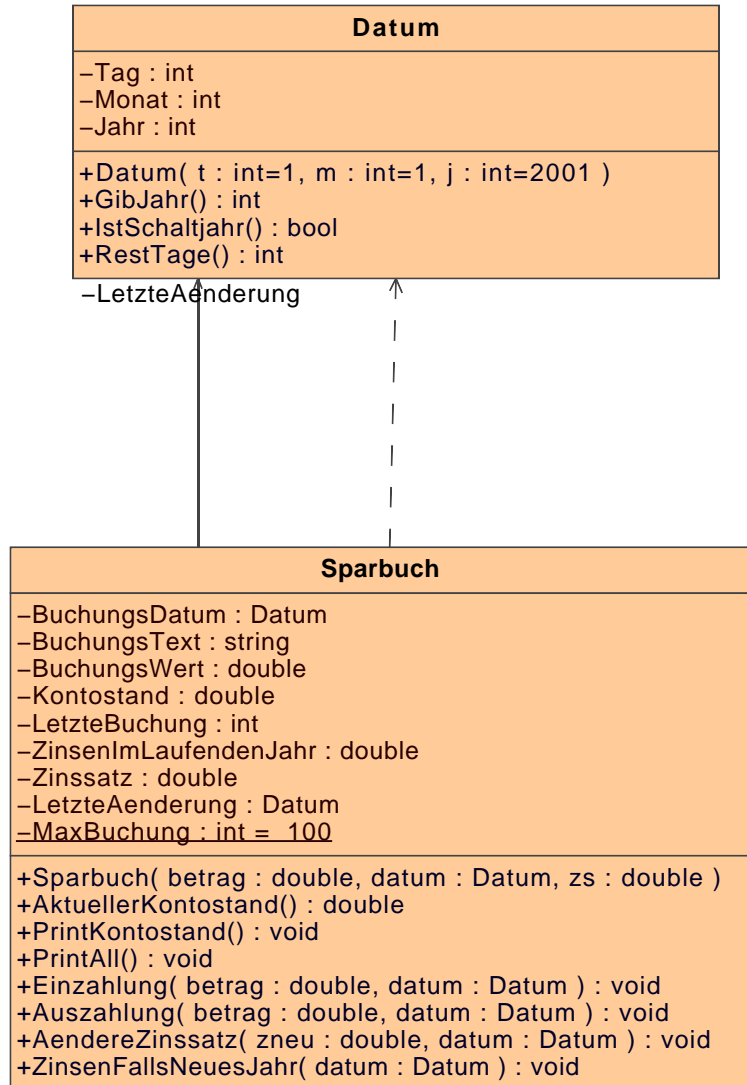 Datum
–Tag : int
–Monat : int
–Jahr : int
+Datum( t : int=1, m : int=1, j : int=2001 )
+GibJahr() : int
+IstSchaltjahr() : bool
+RestTage() : int
–LetzteAenderung
Sparbuch
–BuchungsDatum : Datum
–BuchungsText : string
–BuchungsWert : double
–Kontostand : double
–LetzteBuchung : int
–ZinsenImLaufendenJahr : double
–Zinssatz : double
–LetzteAenderung : Datum
–MaxBuchung : int = 100
+Sparbuch( betrag : double, datum : Datum, zs : double )
+AktuellerKontostand() : double
+PrintKontostand() : void
+PrintAll() : void
+Einzahlung( betrag : double, datum : Datum ) : void
+Auszahlung( betrag : double, datum : Datum ) : void
+AendereZinssatz( zneu : double, datum : Datum ) : void
+ZinsenFallsNeuesJahr( datum : Datum ) : void